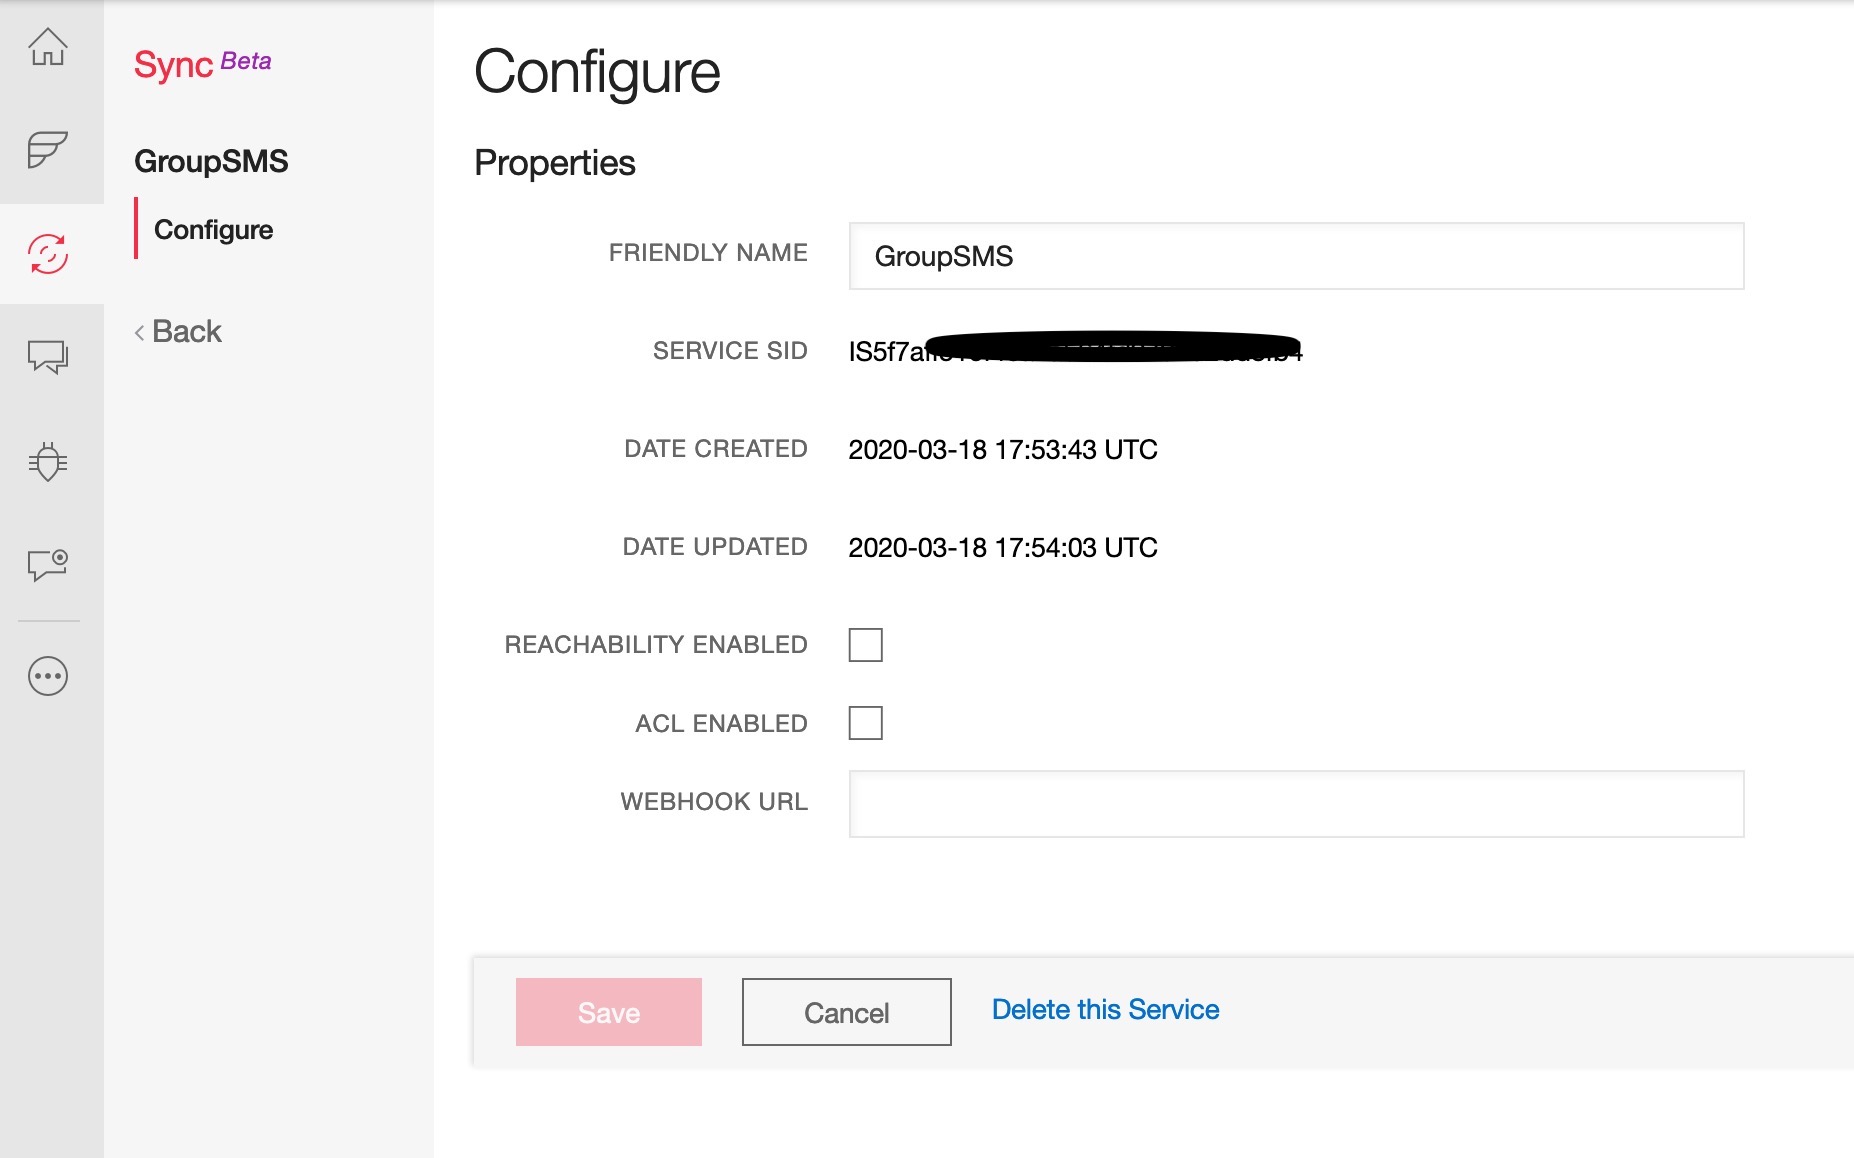 Sync Beta
GroupSMS
Configure
Back
Configure
Properties
FRIENDLY NAME
GroupSMS
SERVICE SID
DATE CREATED
2020-03-18 17:53:43 UTC
DATE UPDATED
2020-03-18 17:54:03 UTC
REACHABILITY ENABLED
ACL ENABLED
WEBHOOK URL
Save
Cancel
Delete this Service